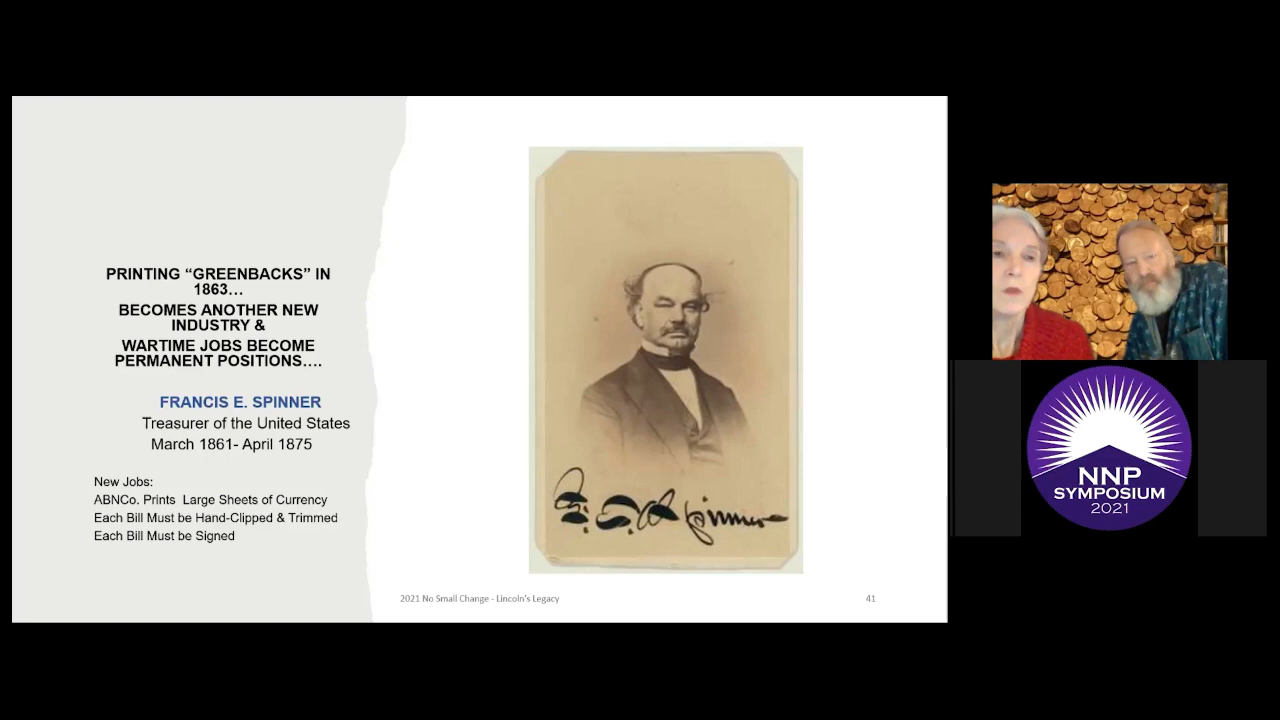 PRINTING “GREENBACKS” IN
1863…
BECOMES ANOTHER NEW
INDUSTRY &
WARTIME JOBS BECOME
PERMANENT POSITIONS….
FRANCIS E. SPINNER
Treasurer of the United States
March 1861- April 1875
New Jobs:
ABNCo. Prints  Large Sheets of Currency
Each Bill Must be Hand-Clipped & Trimmed
Each Bill Must be Signed
F. E. Spinner
2021 No Small Change - Lincoln's Legacy
41
NNP
SYMPOSIUM
2021